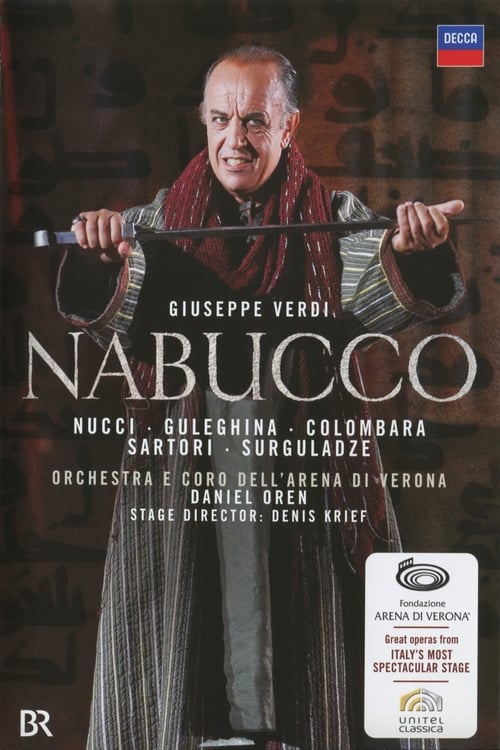 DECCA
GIUSEPPE VERDI
NABUCCO
NUCCI · GULEGHINA · COLOMBARA
SARTORI · SURGULADZE
ORCHESTRA E CORO DELL'ARENA DI VERONA
DANIEL OREN
STAGE DIRECTOR: DENIS KRIEF
Fondazione
ARENA DI VERONA
Great operas from
ITALY'S MOST
SPECTACULAR STAGE
UNITEL
CLASSICA
BR